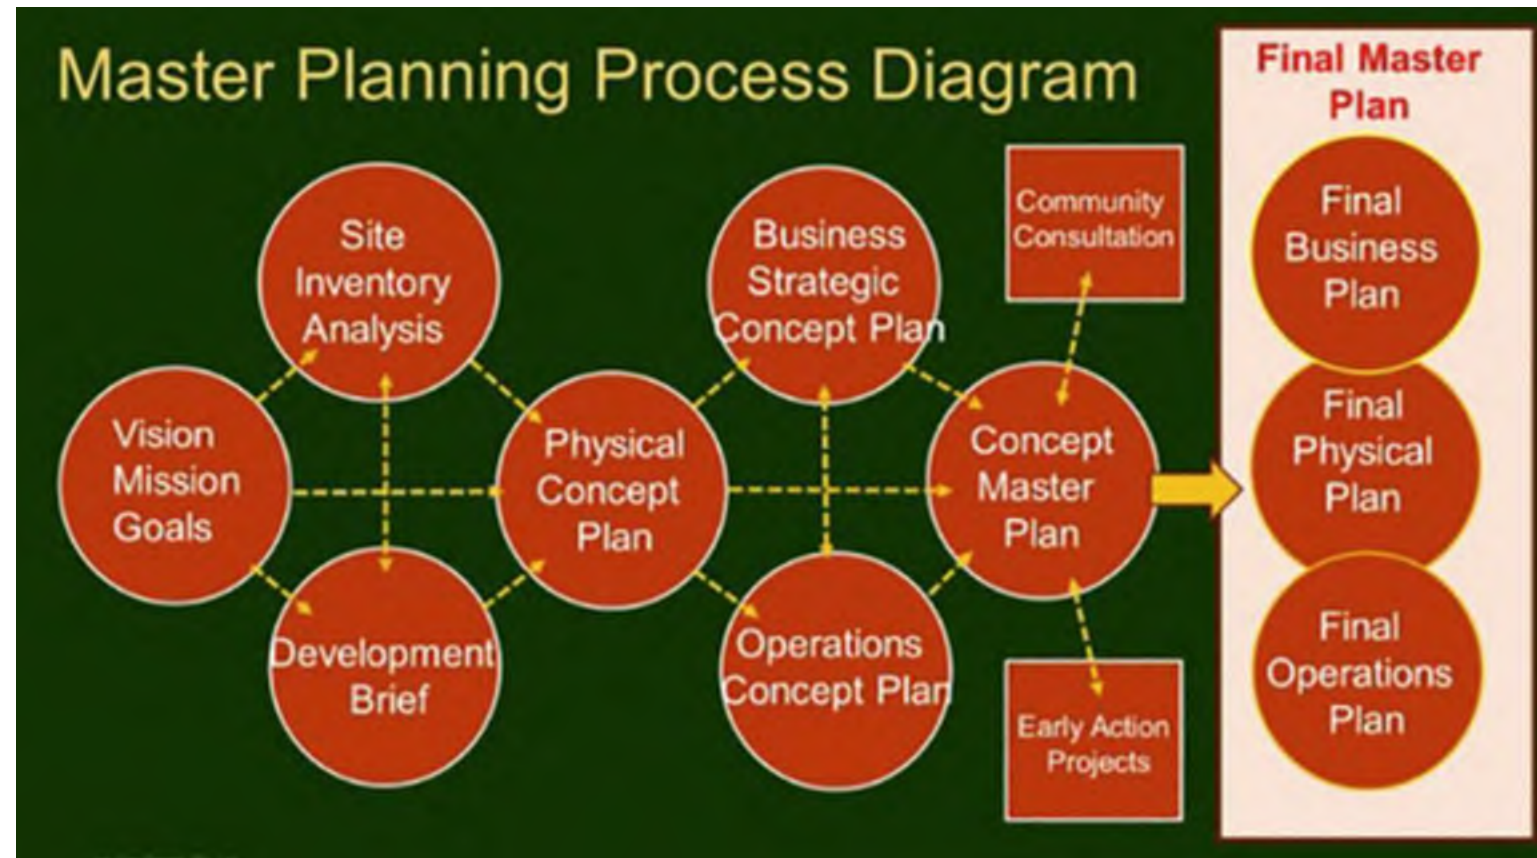 Master Planning Process Diagram
Vision
Mission
Goals
Site
Inventory
Analysis
Development
Brief
Physical
Concept
Plan
Business
Strategic
Concept Plan
Operations
Concept Plan
Community
Consultation
Concept
Master
Plan
Early Action
Projects
Final Master
Plan
Final
Business
Plan
Final
Physical
Plan
Final
Operations
Plan